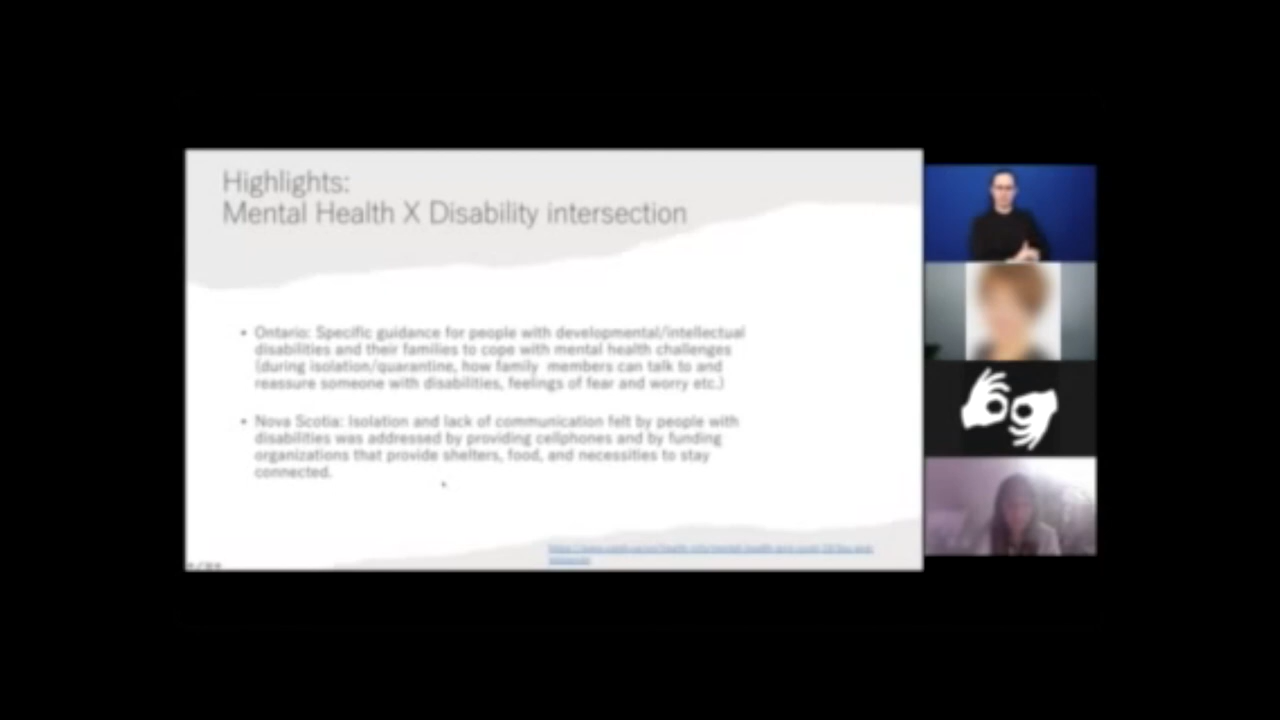 Highlights:
Mental Health X Disability intersection
• Ontario: Specific guidance for people with developmental/intellectual
disabilities and their families to cope with mental health challenges
(during isolation/quarantine, how family members can talk to and
reassure someone with disabilities, feelings of fear and worry etc.)
• Nova Scotia: Isolation and lack of communication felt by people with
disabilities was addressed by providing cellphones and by funding
organizations that provide shelters, food, and necessities to stay
connected.